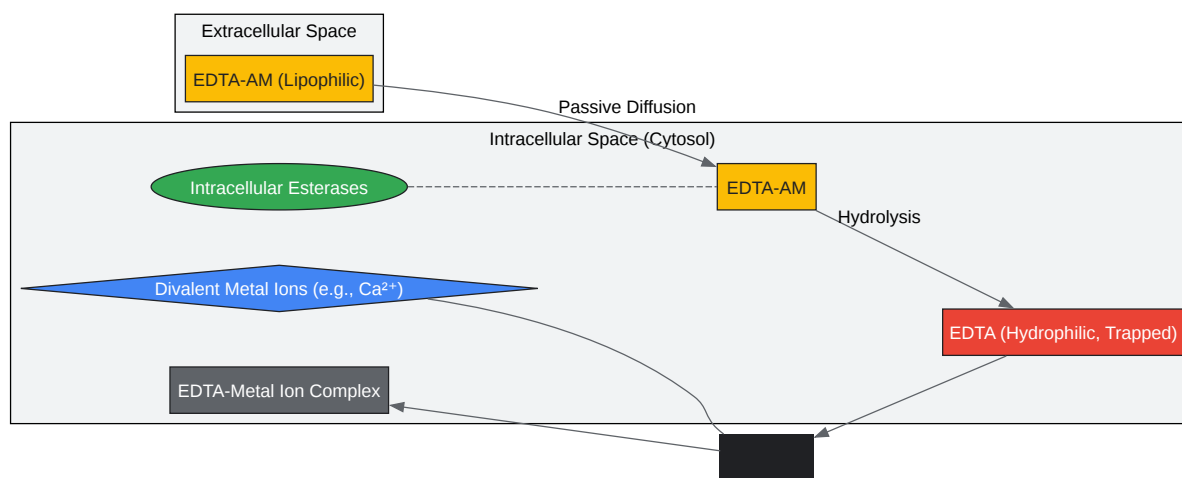 Extracellular Space
EDTA-AM (Lipophilic)
Passive Diffusion
Intracellular Space (Cytosol)
Intracellular Esterases
EDTA-AM
Hydrolysis
Divalent Metal Ions (e.g., Ca²⁺)
EDTA (Hydrophilic, Trapped)
EDTA-Metal Ion Complex